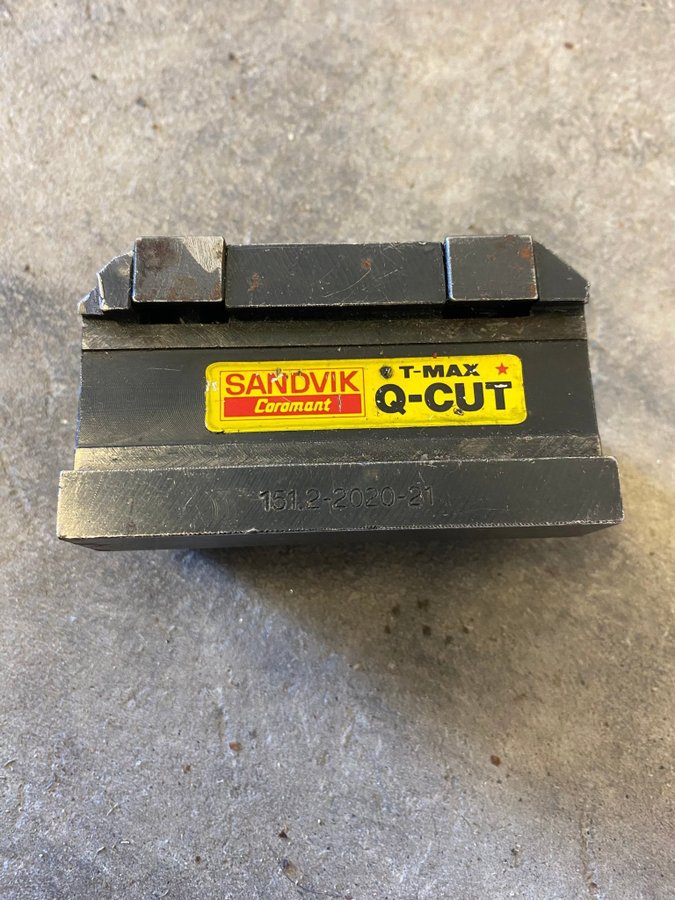 SANDVIK
Coromant
T-MAX
Q-CUT
151.2-2020-21